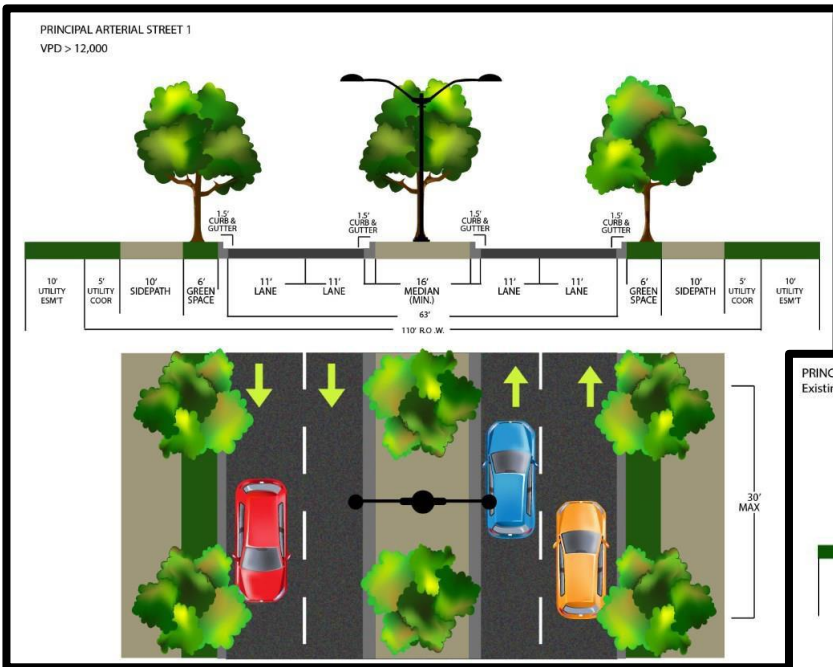 PRINCIPAL ARTERIAL STREET 1
VPD > 12,000
1.5'
CURB &
GUTTER
1.5'
CURB &
GUTTER
1.5'
CURB &
GUTTER
1.5'
CURB &
GUTTER
10'
UTILITY
ESM'T
5'
UTILITY
COOR
10'
SIDEPATH
6'
GREEN
SPACE
11'
LANE
11'
LANE
16'
MEDIAN
(MIN.)
11'
LANE
11'
LANE
6'
GREEN
SPACE
10'
SIDEPATH
5'
UTILITY
COOR
10'
UTILITY
ESM'T
63'
110' R.O .W.
30'
MAX